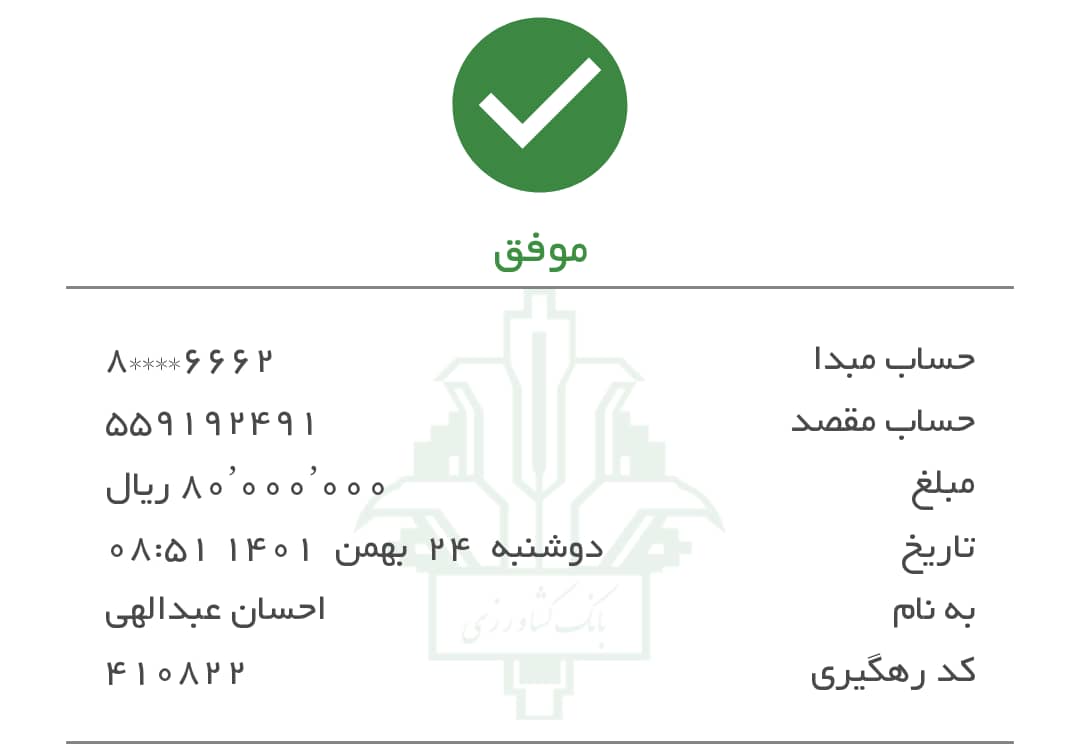 موفق
حساب مبدا ۸****۶۶۶۲
حساب مقصد ۵۵۹۱۹۲۴۹۱
مبلغ ۸۰٬۰۰۰٬۰۰۰ ریال
تاریخ دوشنبه ۲۴ بهمن ۱۴۰۱ ۰۸:۵۱
به نام احسان عبدالهی
کد رهگیری ۴۱۰۸۲۲
بانک کشاورزی